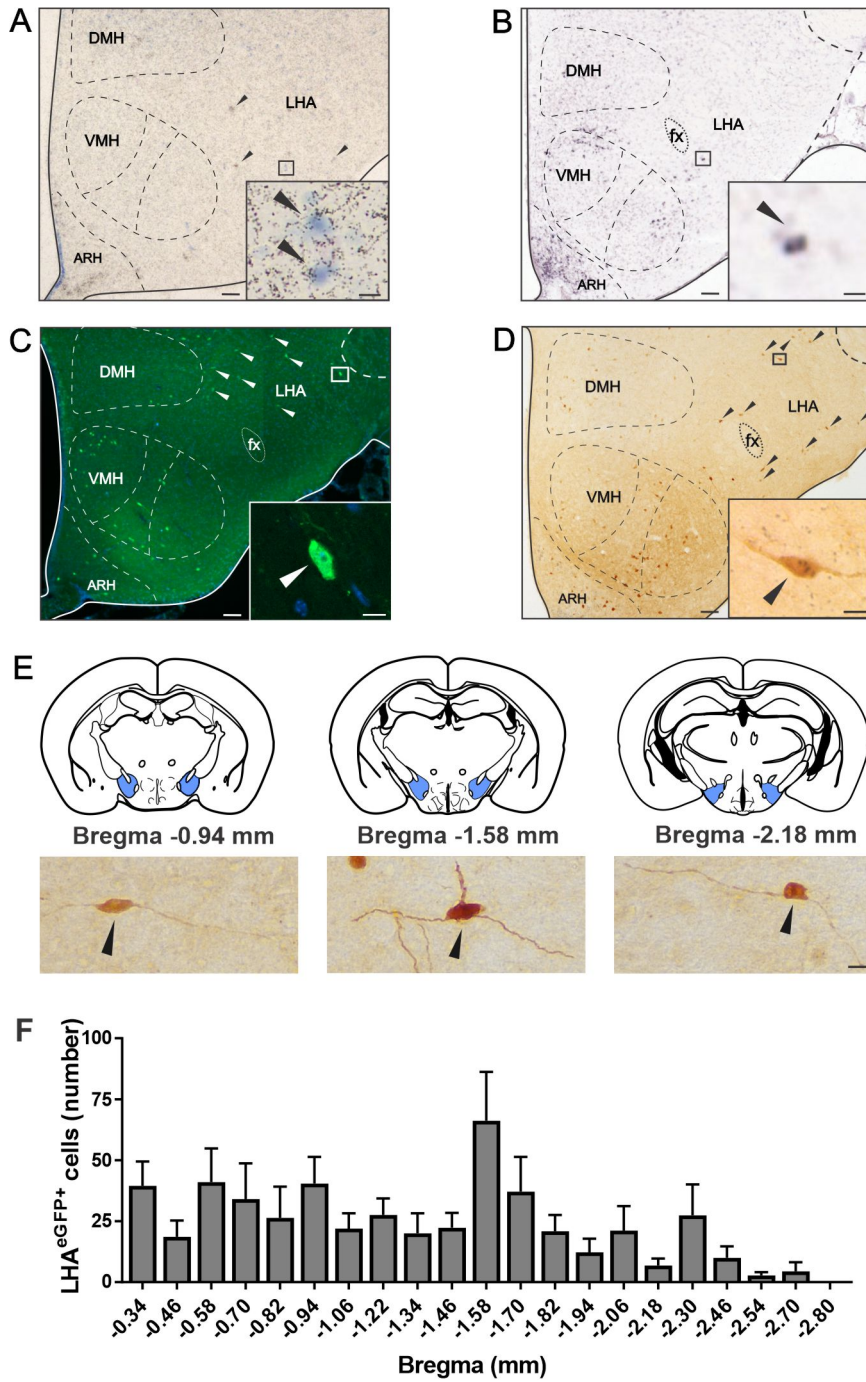 A
DMH
LHA
VMH
ARH
B
DMH
fx
LHA
VMH
ARH
C
DMH
LHA
fx
VMH
ARH
D
DMH
LHA
fx
VMH
ARH
E
Bregma -0.94 mm
Bregma -1.58 mm
Bregma -2.18 mm
F
LHA^eGFP+ cells (number)
100
75
50
25
0
-0.34
-0.46
-0.58
-0.70
-0.82
-0.94
-1.06
-1.22
-1.34
-1.46
-1.58
-1.70
-1.82
-1.94
-2.06
-2.18
-2.30
-2.46
-2.54
-2.70
-2.80
Bregma (mm)